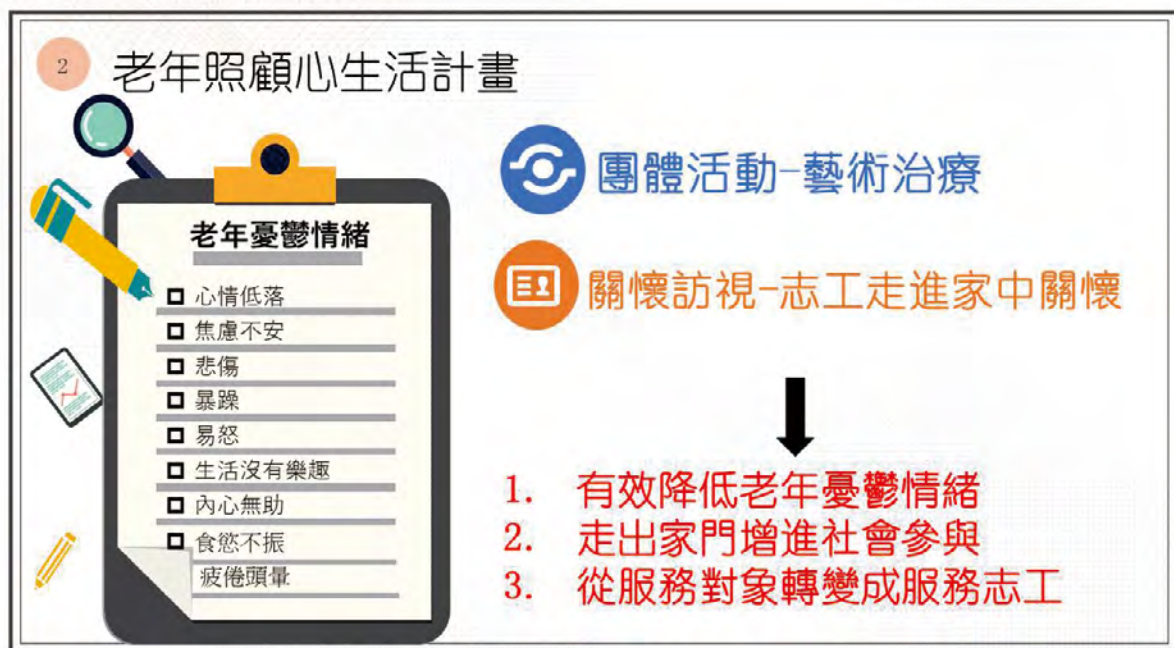 2
老年照顧心生活計畫
老年憂鬱情緒
心情低落
焦慮不安
悲傷
暴躁
易怒
生活沒有樂趣
內心無助
食慾不振
疲倦頭暈
團體活動-藝術治療
關懷訪視-志工走進家中關懷
1. 有效降低老年憂鬱情緒
2. 走出家門增進社會參與
3. 從服務對象轉變成服務志工